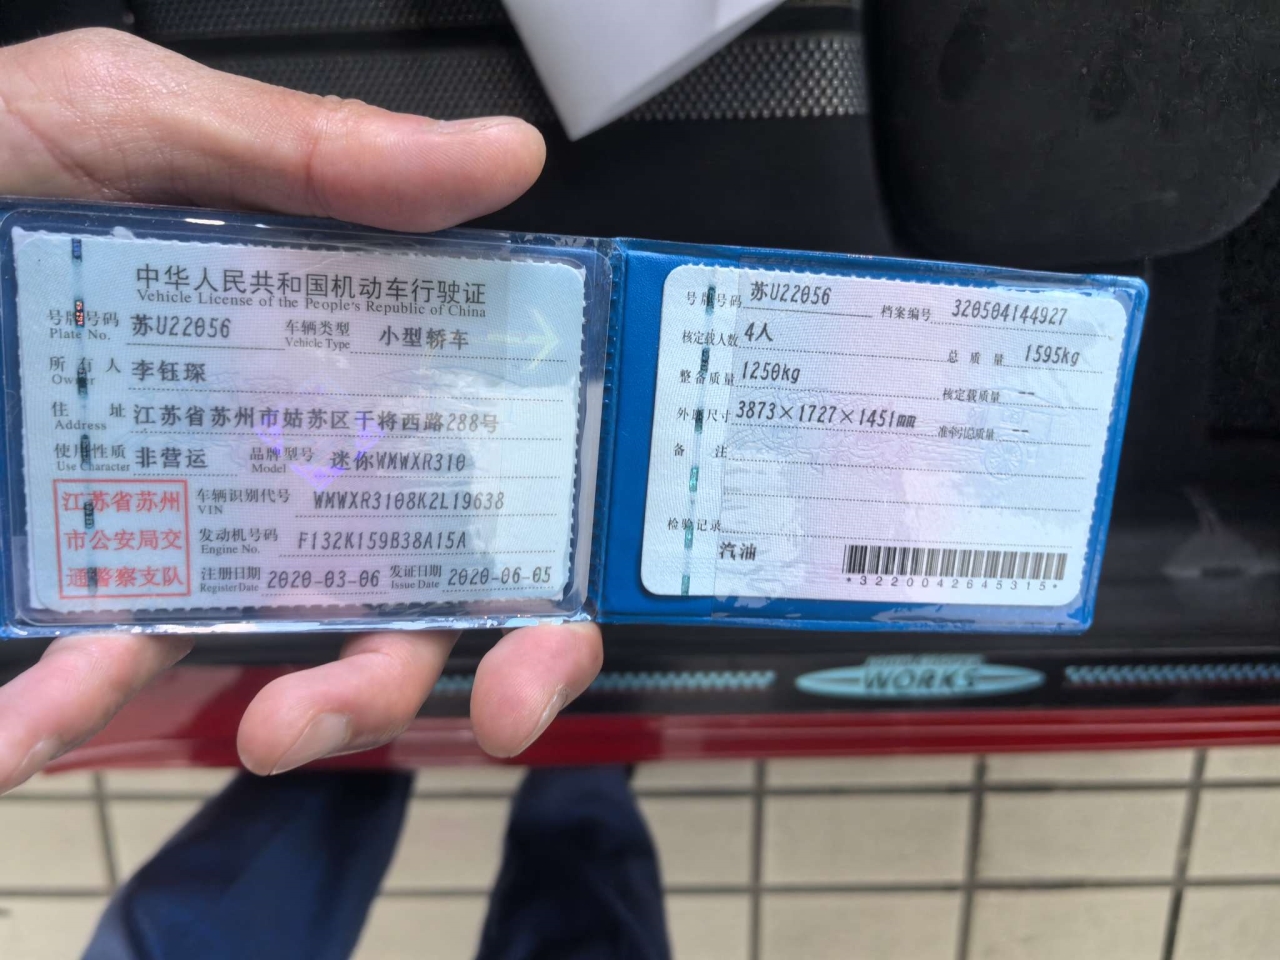 中华人民共和国机动车行驶证
Vehicle License of the People's Republic of China
号牌号码 苏U22056 车辆类型 小型轿车
Plate No. Vehicle Type
所有人 李钰琛
Owner
住址 江苏省苏州市姑苏区干将西路288号
Address
使用性质 非营运 品牌型号 迷你WMWXR310
Use Character Model
江苏省苏州
市公安局交
通警察支队
车辆识别代号 WMWXR3108K2L19638
VIN
发动机号码 F132K159B38A15A
Engine No.
注册日期 2020-03-06 发证日期 2020-06-05
Register Date Issue Date
号牌号码 苏U22056 档案编号 320504144927
核定载人数 4人 总质量 1595kg
整备质量 1250kg 核定载质量 --
外廓尺寸 3873×1727×1451mm 准牵引总质量 --
备注
检验记录
汽油
*3220042645315*
WORKS